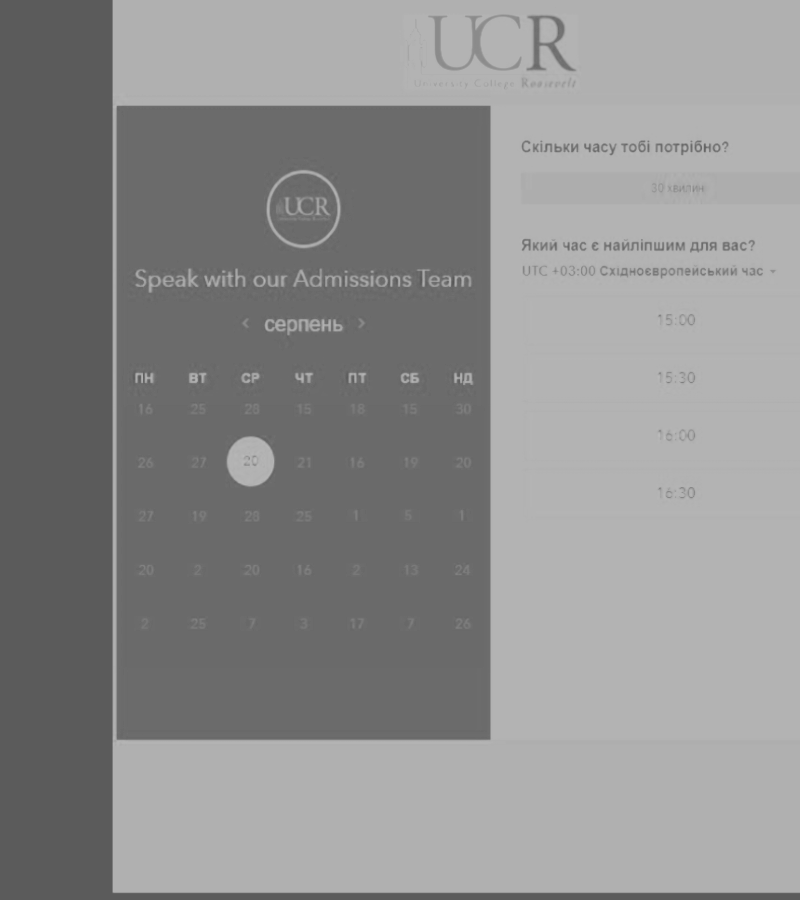 UCR
University College Roosevelt
UCR
Speak with our Admissions Team
< серпень >
ПН ВТ СР ЧТ ПТ СБ НД
16 25 28 15 18 15 30
26 27 20 21 16 19 20
27 19 28 25 1 5 1
20 2 20 16 2 13 24
2 25 7 3 17 7 26
Скільки часу тобі потрібно?
30 хвилин
Який час є найліпшим для вас?
UTC +03:00 Східноєвропейський час
15:00
15:30
16:00
16:30